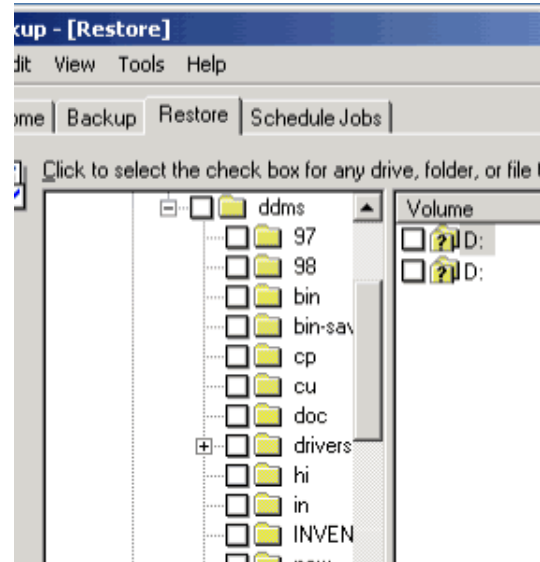 kup - [Restore]
dit View Tools Help
ome Backup Restore Schedule Jobs
Click to select the check box for any drive, folder, or file t
ddms
Volume
97
D:
98
D:
bin
bin-sav
cp
cu
doc
drivers
hi
in
INVEN